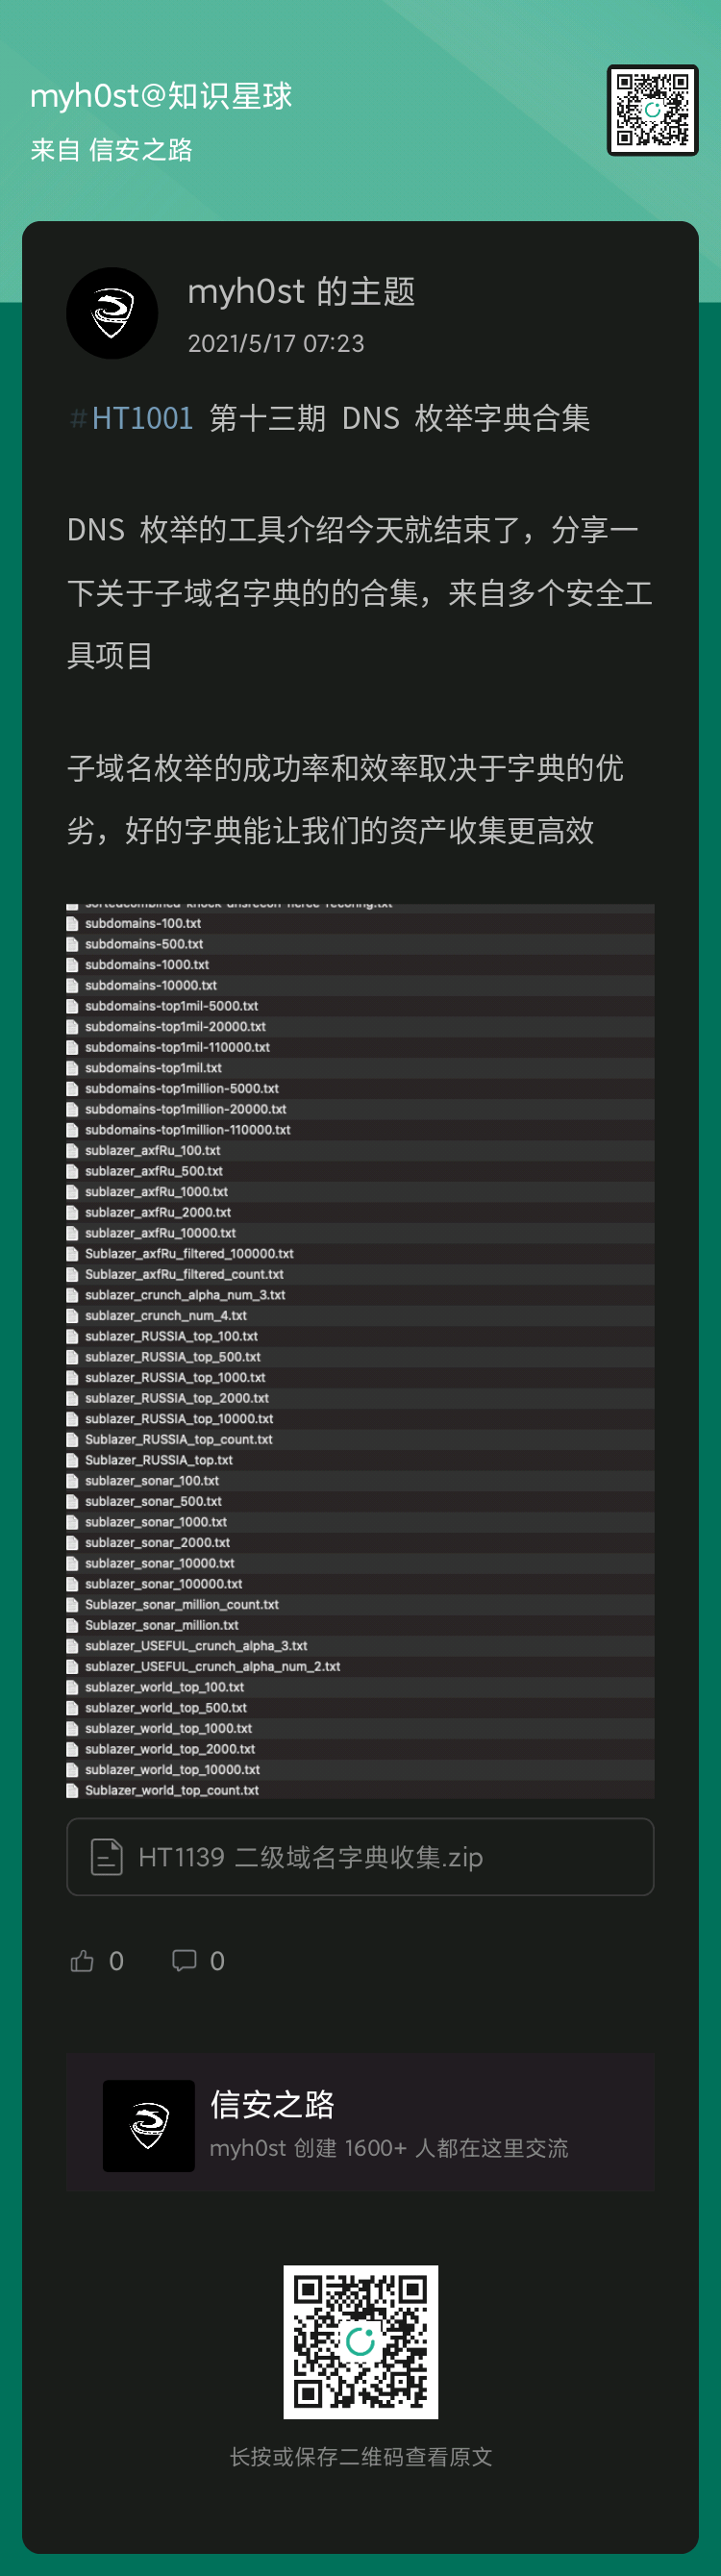 myh0st@知识星球
来自 信安之路
myh0st 的主题
2021/5/17 07:23
#HT1001 第十三期 DNS 枚举字典合集
DNS 枚举的工具介绍今天就结束了，分享一
下关于子域名字典的的合集，来自多个安全工
具项目
子域名枚举的成功率和效率取决于字典的优
劣，好的字典能让我们的资产收集更高效
subdomains-100.txt
subdomains-500.txt
subdomains-1000.txt
subdomains-10000.txt
subdomains-top1mil-5000.txt
subdomains-top1mil-20000.txt
subdomains-top1mil-110000.txt
subdomains-top1mil.txt
subdomains-top1million-5000.txt
subdomains-top1million-20000.txt
subdomains-top1million-110000.txt
sublazer_axfRu_100.txt
sublazer_axfRu_500.txt
sublazer_axfRu_1000.txt
sublazer_axfRu_2000.txt
sublazer_axfRu_10000.txt
Sublazer_axfRu_filtered_100000.txt
Sublazer_axfRu_filtered_count.txt
sublazer_crunch_alpha_num_3.txt
sublazer_crunch_num_4.txt
sublazer_RUSSIA_top_100.txt
sublazer_RUSSIA_top_500.txt
sublazer_RUSSIA_top_1000.txt
sublazer_RUSSIA_top_2000.txt
sublazer_RUSSIA_top_10000.txt
Sublazer_RUSSIA_top_count.txt
Sublazer_RUSSIA_top.txt
sublazer_sonar_100.txt
sublazer_sonar_500.txt
sublazer_sonar_1000.txt
sublazer_sonar_2000.txt
sublazer_sonar_10000.txt
sublazer_sonar_100000.txt
Sublazer_sonar_million_count.txt
Sublazer_sonar_million.txt
sublazer_USEFUL_crunch_alpha_3.txt
sublazer_USEFUL_crunch_alpha_num_2.txt
sublazer_world_top_100.txt
sublazer_world_top_500.txt
sublazer_world_top_1000.txt
sublazer_world_top_2000.txt
sublazer_world_top_10000.txt
Sublazer_world_top_count.txt
HT1139 二级域名字典收集.zip
0 0
信安之路
myh0st 创建 1600+ 人都在这里交流
长按或保存二维码查看原文